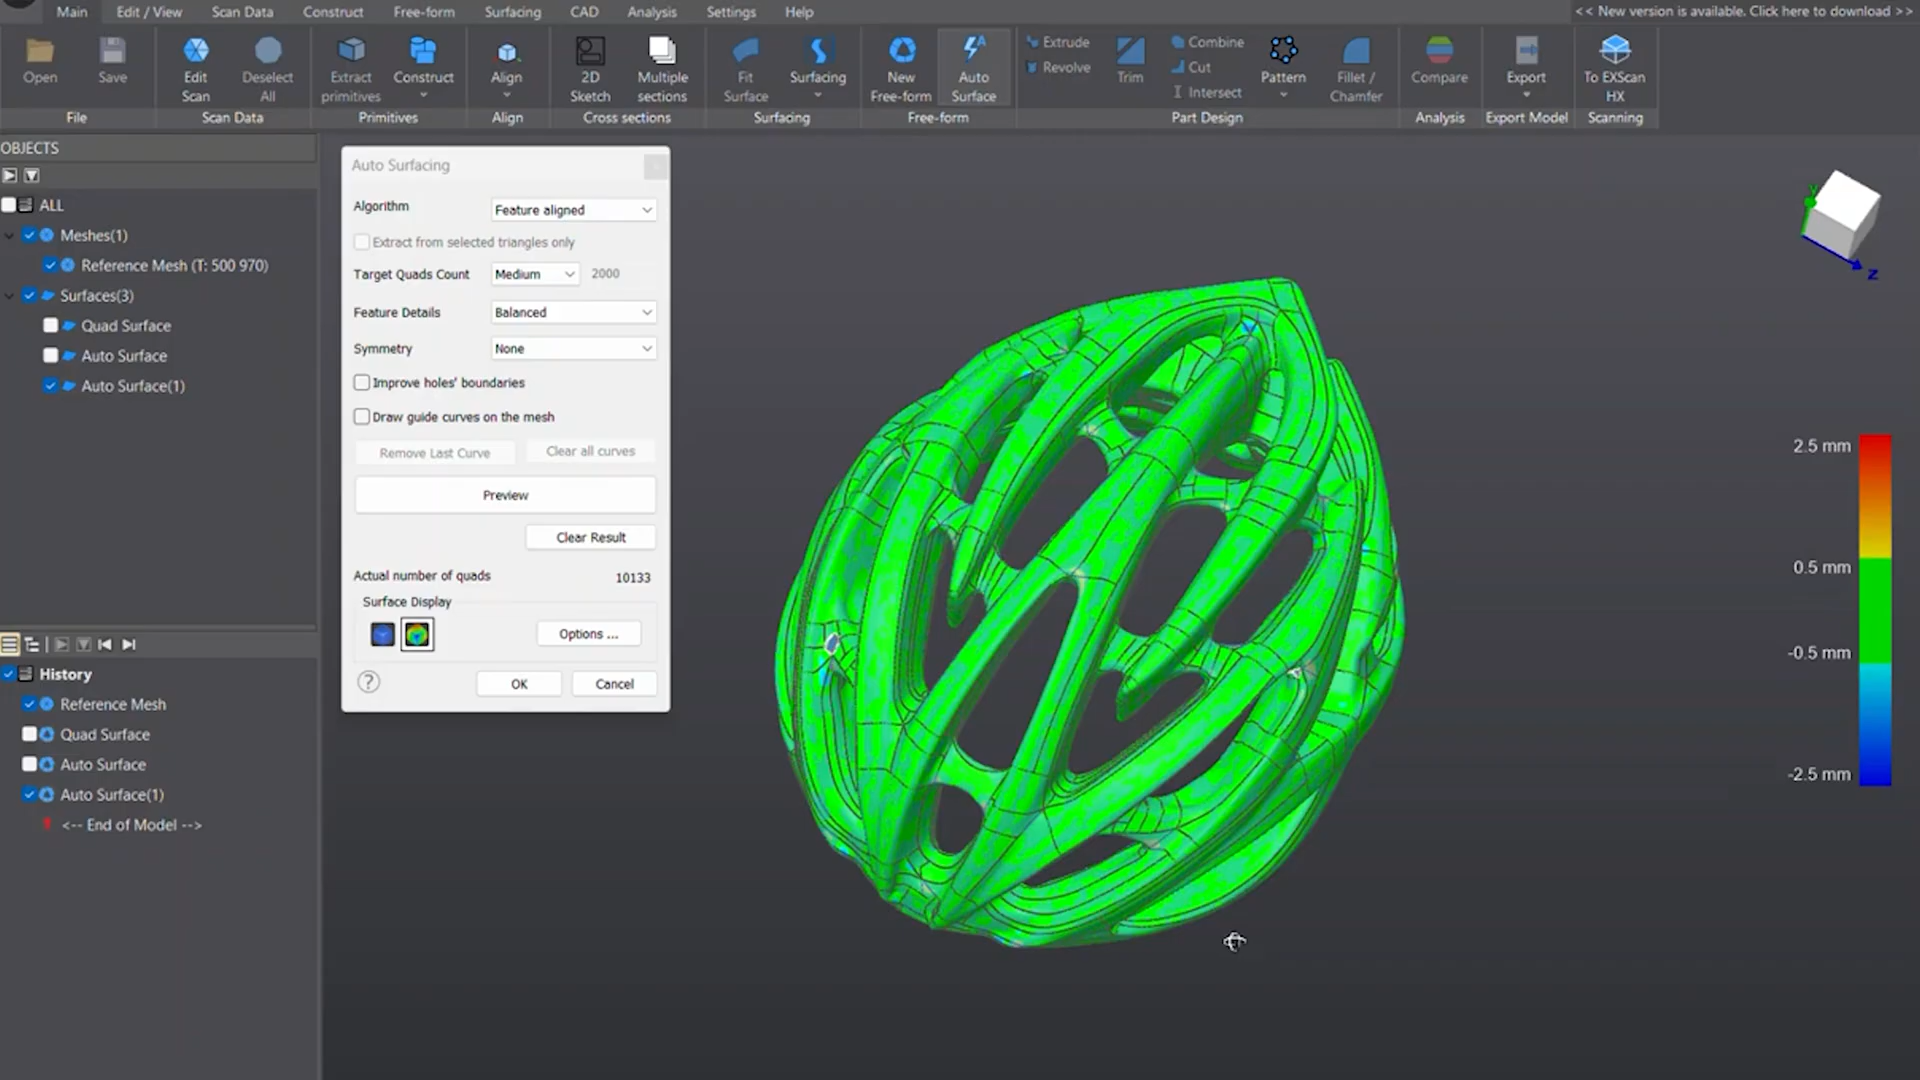 Main Edit / View Scan Data Construct Free-form Surfacing CAD Analysis Settings Help
<< New version is available. Click here to download >>
Open Save
File
Edit Scan Deselect All
Scan Data
Extract primitives Construct
Primitives
Align
Align
2D Sketch Multiple sections
Cross sections
Fit Surface Surfacing
Surfacing
New Free-form Auto Surface
Free-form
Extrude
Revolve
Trim
Combine
Cut
Intersect
Pattern
Fillet / Chamfer
Part Design
Compare
Analysis
Export
Export Model
To EXScan HX
Scanning
OBJECTS
ALL
Meshes(1)
Reference Mesh (T: 500 970)
Surfaces(3)
Quad Surface
Auto Surface
Auto Surface(1)
History
Reference Mesh
Quad Surface
Auto Surface
Auto Surface(1)
<-- End of Model -->
Auto Surfacing
Algorithm Feature aligned
Extract from selected triangles only
Target Quads Count Medium 2000
Feature Details Balanced
Symmetry None
Improve holes' boundaries
Draw guide curves on the mesh
Remove Last Curve Clear all curves
Preview
Clear Result
Actual number of quads 10133
Surface Display
Options ...
? OK Cancel
Y
Z
2.5 mm
0.5 mm
-0.5 mm
-2.5 mm